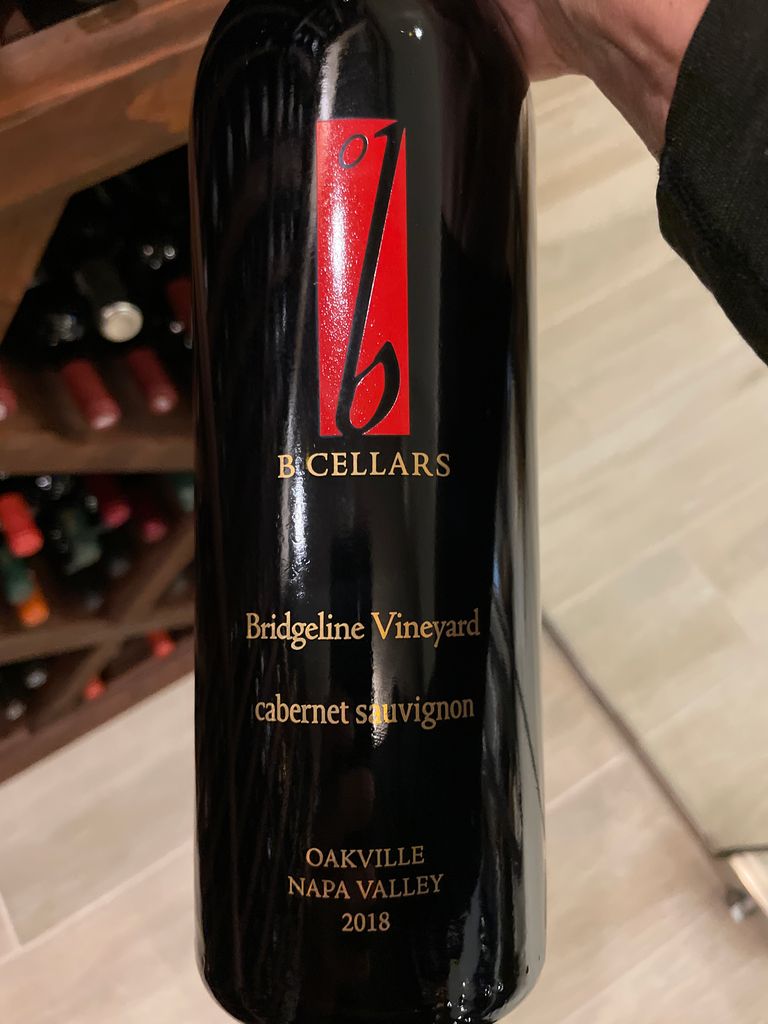 b
B CELLARS
Bridgeline Vineyard
cabernet sauvignon
OAKVILLE
NAPA VALLEY
2018